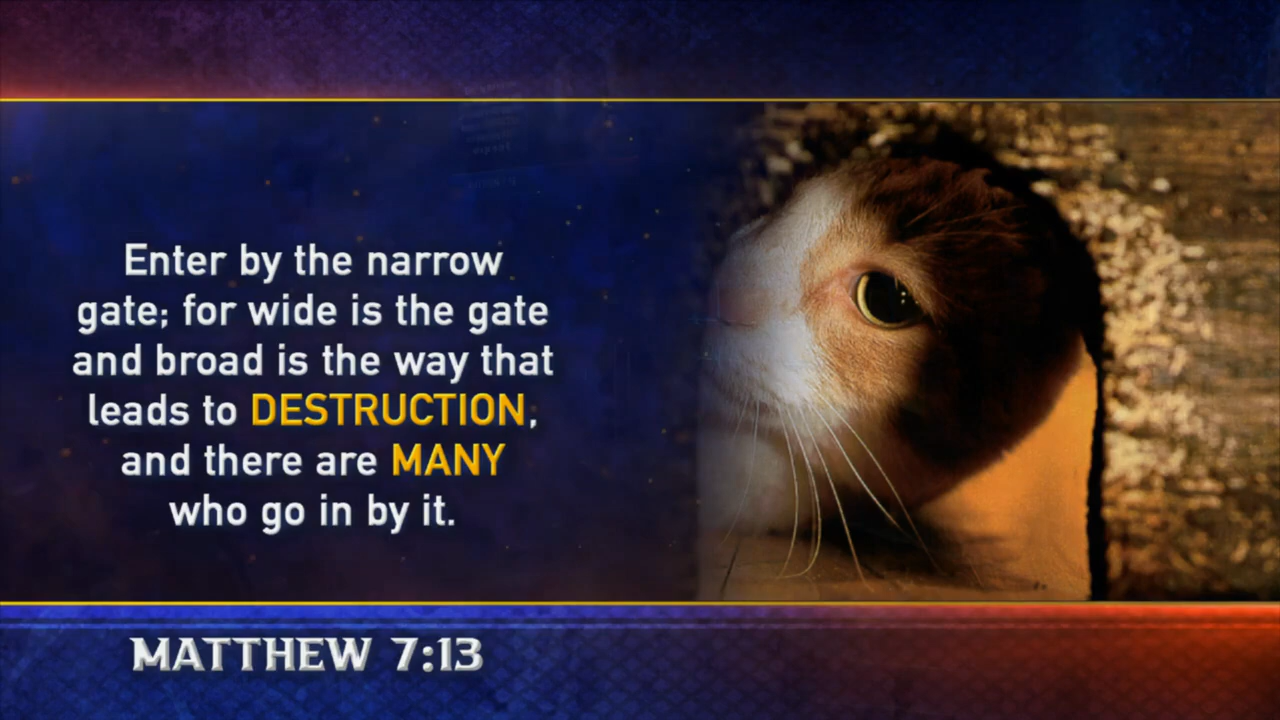 Enter by the narrow
gate; for wide is the gate
and broad is the way that
leads to DESTRUCTION,
and there are MANY
who go in by it.
MATTHEW 7:13